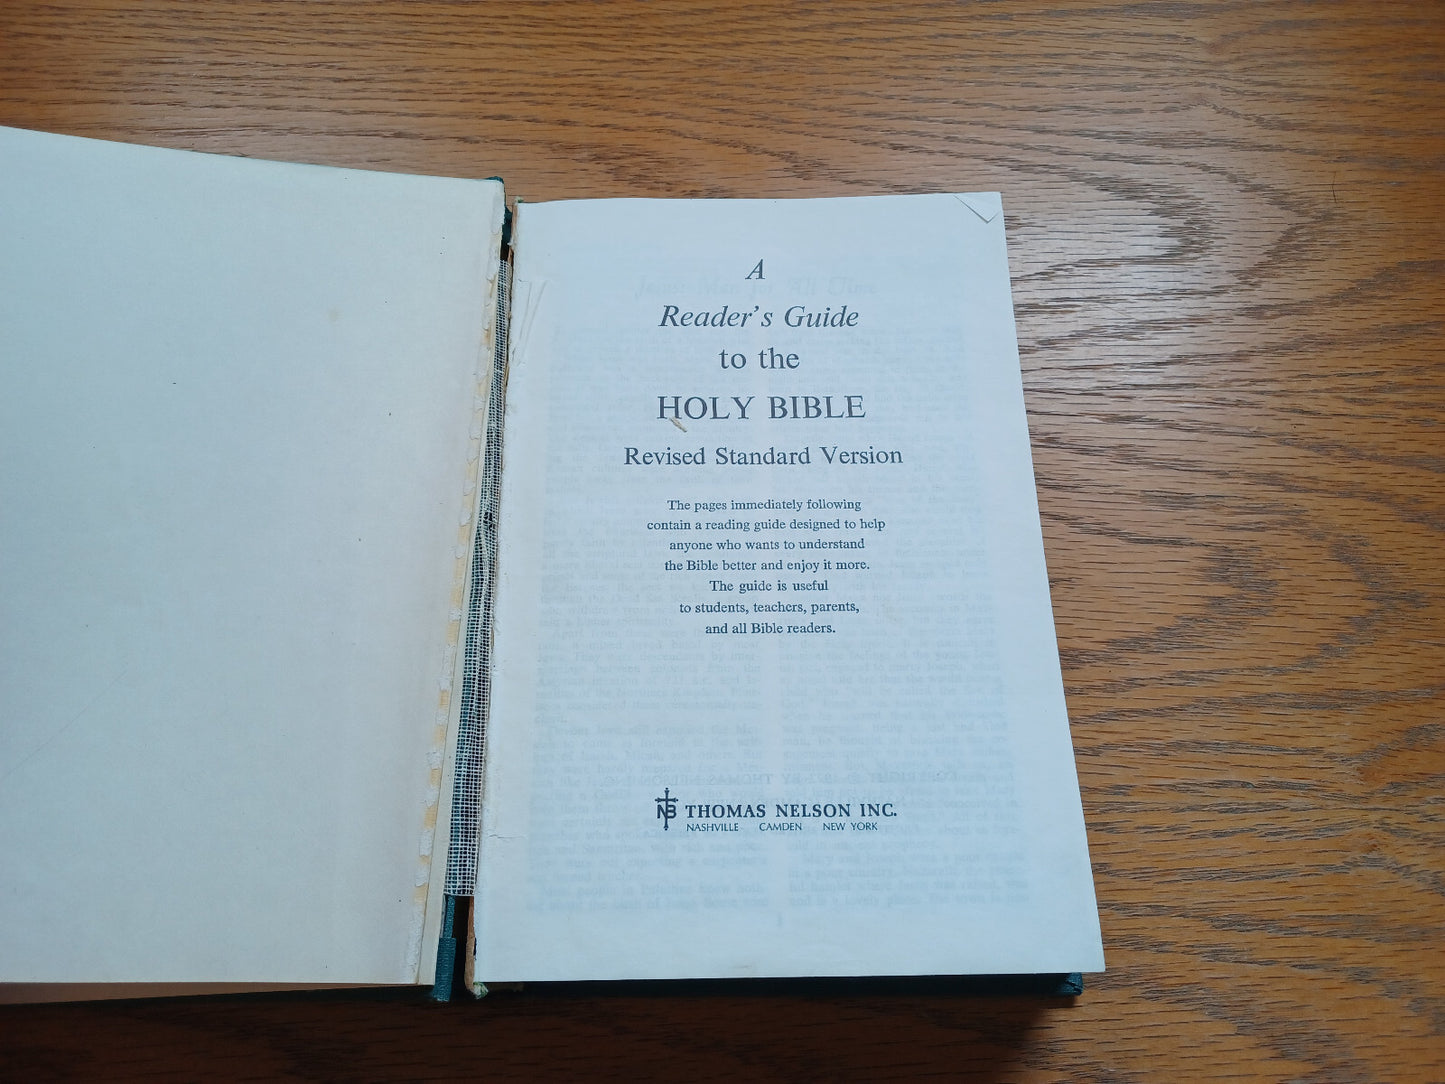 A
Reader's Guide
to the
HOLY BIBLE
Revised Standard Version
The pages immediately following
contain a reading guide designed to help
anyone who wants to understand
the Bible better and enjoy it more.
The guide is useful
to students, teachers, parents,
and all Bible readers.
NB THOMAS NELSON INC.
NASHVILLE CAMDEN NEW YORK